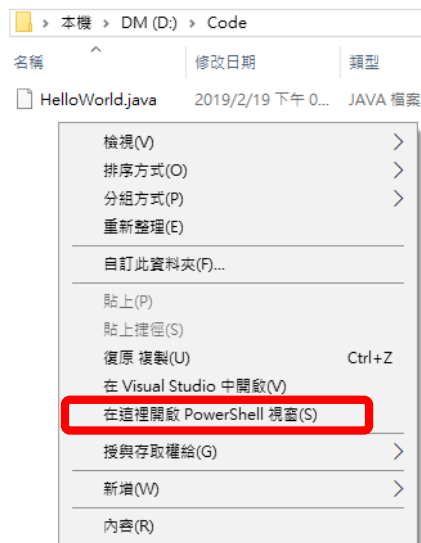 本機 > DM (D:) > Code
名稱 修改日期 類型
HelloWorld.java 2019/2/19 下午 0... JAVA 檔案
檢視(V)
排序方式(O)
分組方式(P)
重新整理(E)
自訂此資料夾(F)...
貼上(P)
貼上捷徑(S)
復原 複製(U) Ctrl+Z
在 Visual Studio 中開啟(V)
在這裡開啟 PowerShell 視窗(S)
授與存取權給(G)
新增(W)
內容(R)